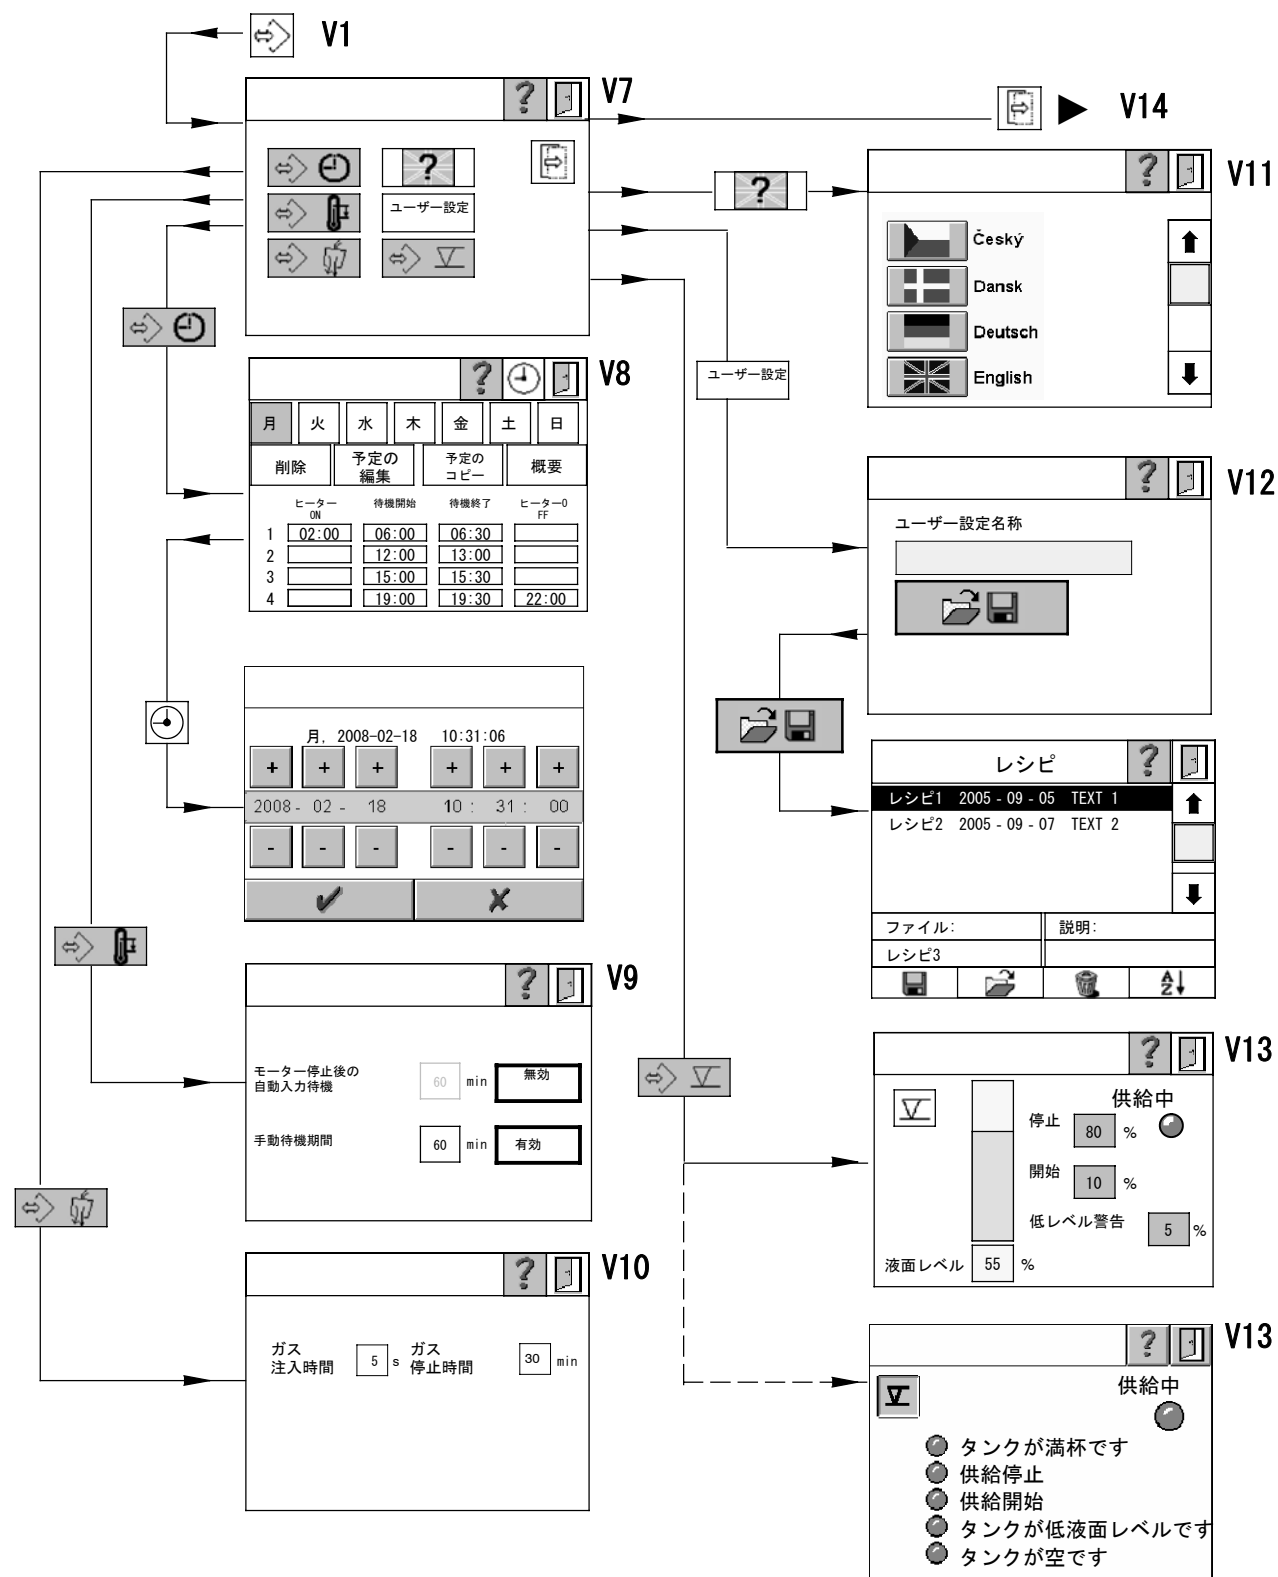 V1
V7
?
V14
?
ユーザー設定
?
V11
?
Český
Dansk
Deutsch
English
V8
?
月 火 水 木 金 土 日
削除 予定の
編集 予定の
コピー 概要
ヒーター
ON 待機開始 待機終了 ヒーターO
FF
1 02:00 06:00 06:30
2 12:00 13:00
3 15:00 15:30
4 19:00 19:30 22:00
ユーザー設定
V12
?
ユーザー設定名称
月, 2008-02-18 10:31:06
+ + + + + +
2008 - 02 - 18 10 : 31 : 00
- - - - - -
レシピ ?
レシピ1 2005 - 09 - 05 TEXT 1
レシピ2 2005 - 09 - 07 TEXT 2
ファイル: 説明:
レシピ3
A
Z
V9
?
モーター停止後の
自動入力待機 60 min 無効
手動待機期間 60 min 有効
V13
?
供給中
停止 80 %
開始 10 %
低レベル警告 5 %
液面レベル 55 %
V10
?
ガス
注入時間 5 s ガス
停止時間 30 min
V13
?
供給中
タンクが満杯です
供給停止
供給開始
タンクが低液面レベルです
タンクが空です